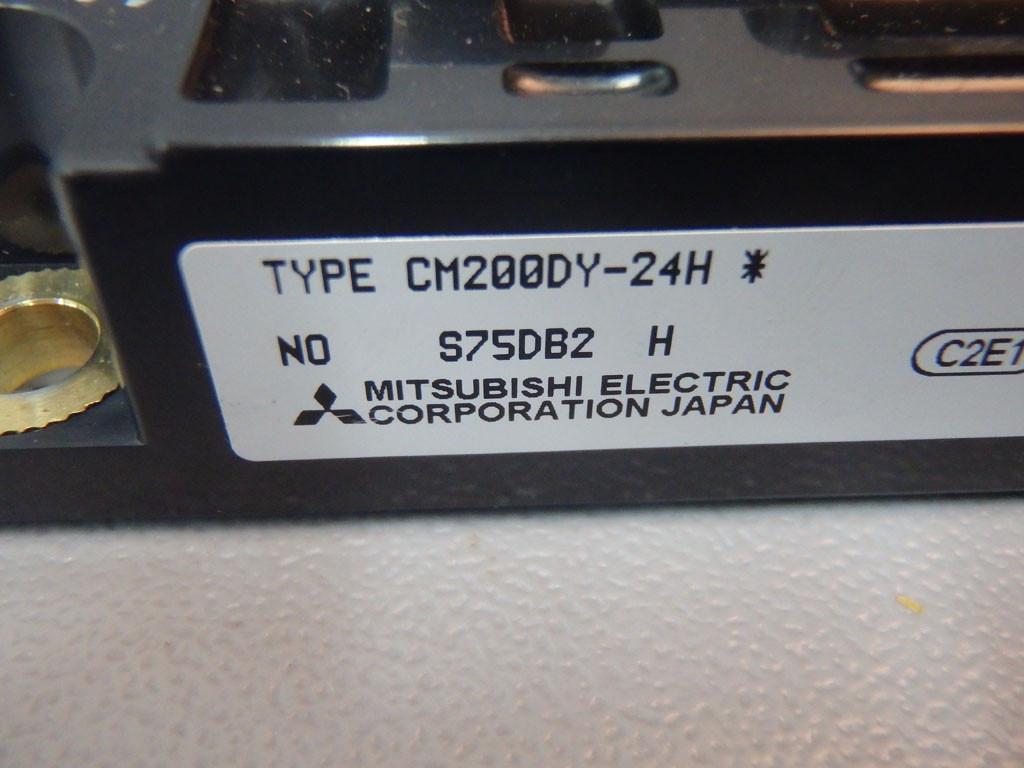 TYPE CM200DY-24H *
NO S75DB2 H
C2E1
MITSUBISHI ELECTRIC
CORPORATION JAPAN